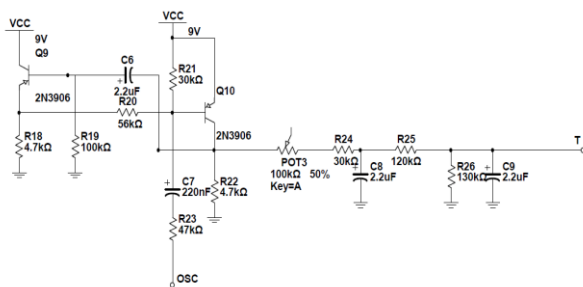 VCC
9V
Q9
2N3906
C6
2.2uF
R20
56kΩ
R18
4.7kΩ
R19
100kΩ
VCC
9V
R21
30kΩ
Q10
2N3906
C7
220nF
R22
4.7kΩ
R23
47kΩ
OSC
POT3
100kΩ 50%
Key=A
R24
30kΩ
C8
2.2uF
R25
120kΩ
R26
130kΩ
C9
2.2uF
T